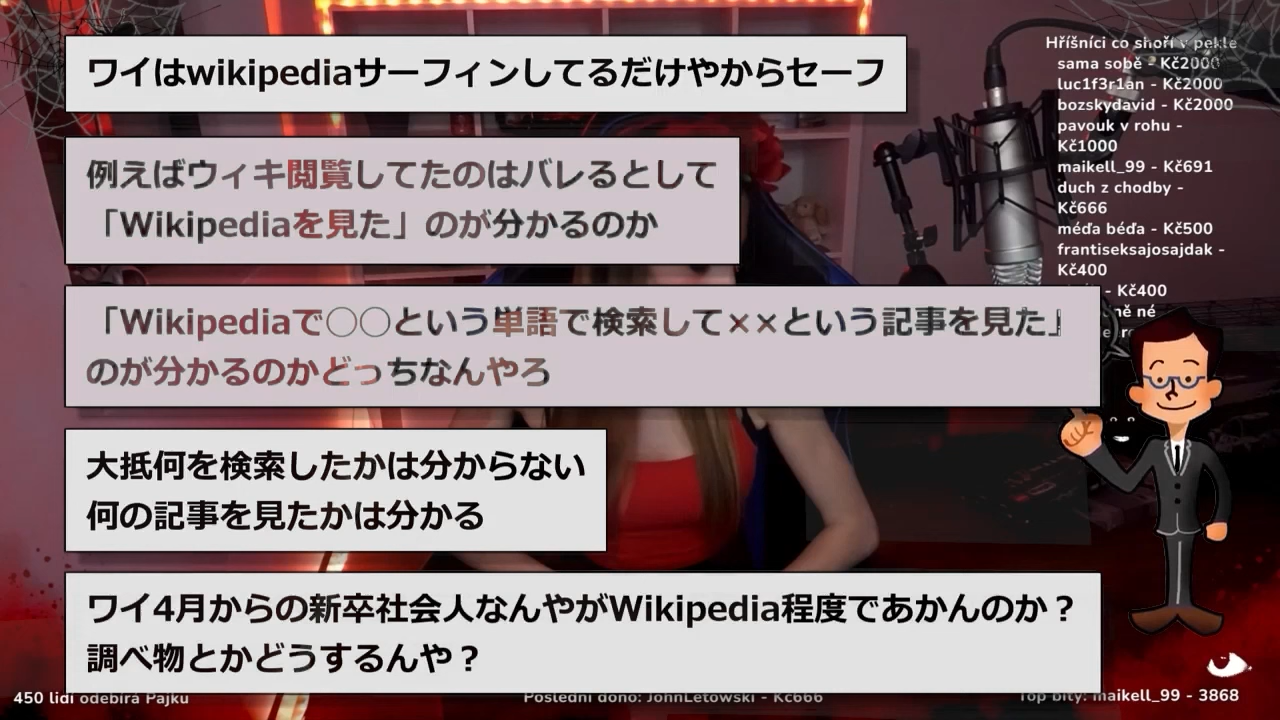 ワイはwikipediaサーフィンしてるだけやからセーフ
例えばウィキ閲覧してたのはバレるとして
「Wikipediaを見た」のが分かるのか
「Wikipediaで○○という単語で検索して××という記事を見た」
のが分かるのかどっちなんやろ
大抵何を検索したかは分からない
何の記事を見たかは分かる
ワイ4月からの新卒社会人なんやがWikipedia程度であかんのか？
調べ物とかどうするんや？
Hříšníci co shoří v pekle
sama sobě - Kč2000
luc1f3r1an - Kč2000
bozskydavid - Kč2000
pavouk v rohu -
Kč1000
maikell_99 - Kč691
duch z chodby -
Kč666
méďa béďa - Kč500
frantiseksajosajdak -
Kč400
- Kč400
né
450 lidí odebírá Pajku
Poslední dono: JohnLetowski - Kč666
Top bity: maikell_99 - 3868